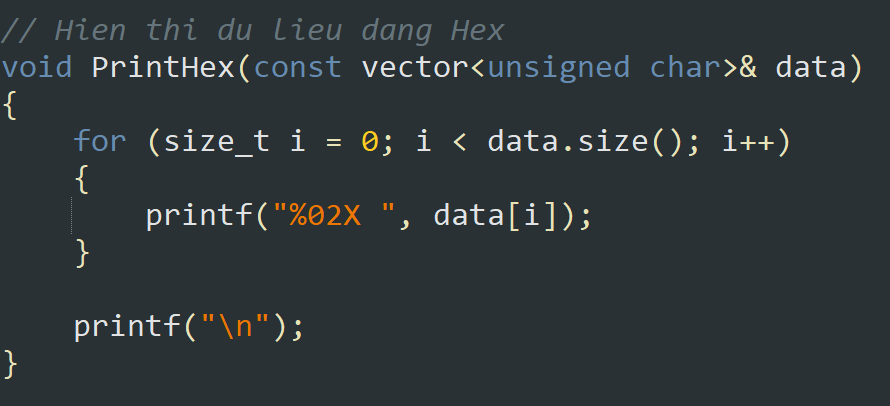 // Hien thi du lieu dang Hex
void PrintHex(const vector<unsigned char>& data)
{
    for (size_t i = 0; i < data.size(); i++)
    {
        printf("%02X ", data[i]);
    }

    printf("\n");
}